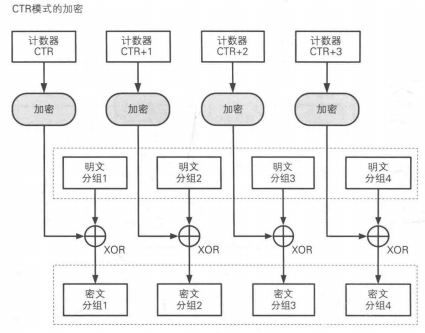 CTR模式的加密
计数器
CTR
计数器
CTR+1
计数器
CTR+2
计数器
CTR+3
加密
加密
加密
加密
明文
分组1
明文
分组2
明文
分组3
明文
分组4
XOR
XOR
XOR
XOR
密文
分组1
密文
分组2
密文
分组3
密文
分组4